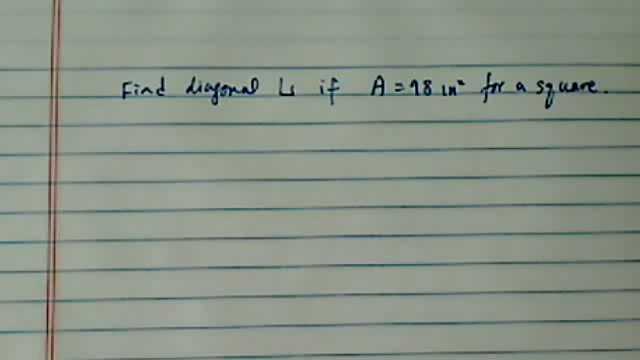 Find diagonal L if A = 98 in² for a square.